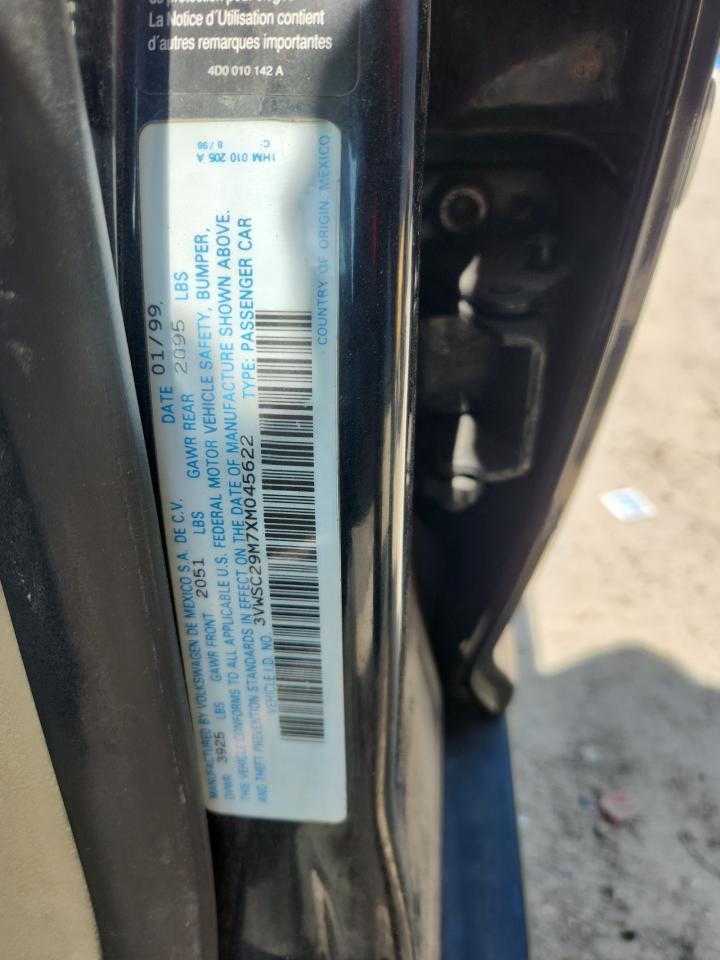 La Notice d'Utilisation contient
d'autres remarques importantes
4D0 010 142 A
MANUFACTURED BY VOLKSWAGEN DE MEXICO S.A. DE C.V. DATE 01/99
GVWR 3925 LBS GAWR FRONT 2051 LBS GAWR REAR 2095 LBS
THIS VEHICLE CONFORMS TO ALL APPLICABLE U.S. FEDERAL MOTOR VEHICLE SAFETY, BUMPER,
AND THEFT PREVENTION STANDARDS IN EFFECT ON THE DATE OF MANUFACTURE SHOWN ABOVE.
VEHICLE I.D. NO. 3VWSC29M7XM045622 TYPE: PASSENGER CAR
COUNTRY OF ORIGIN: MEXICO
1HM 010 205 A
C: 8/98